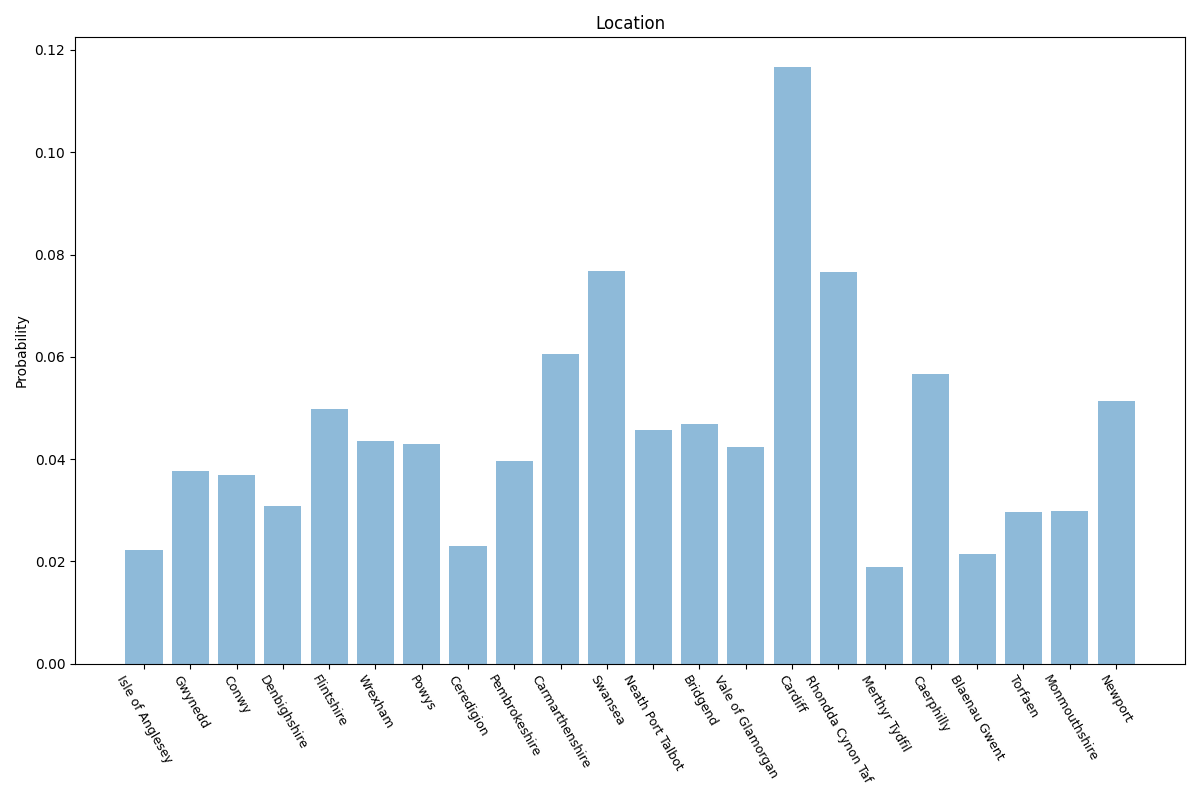 Location
0.12
0.10
0.08
0.06
0.04
0.02
0.00
Probability
Isle of Anglesey
Gwynedd
Conwy
Denbighshire
Flintshire
Wrexham
Powys
Ceredigion
Pembrokeshire
Carmarthenshire
Swansea
Neath Port Talbot
Bridgend
Vale of Glamorgan
Cardiff
Rhondda Cynon Taf
Merthyr Tydfil
Caerphilly
Blaenau Gwent
Torfaen
Monmouthshire
Newport